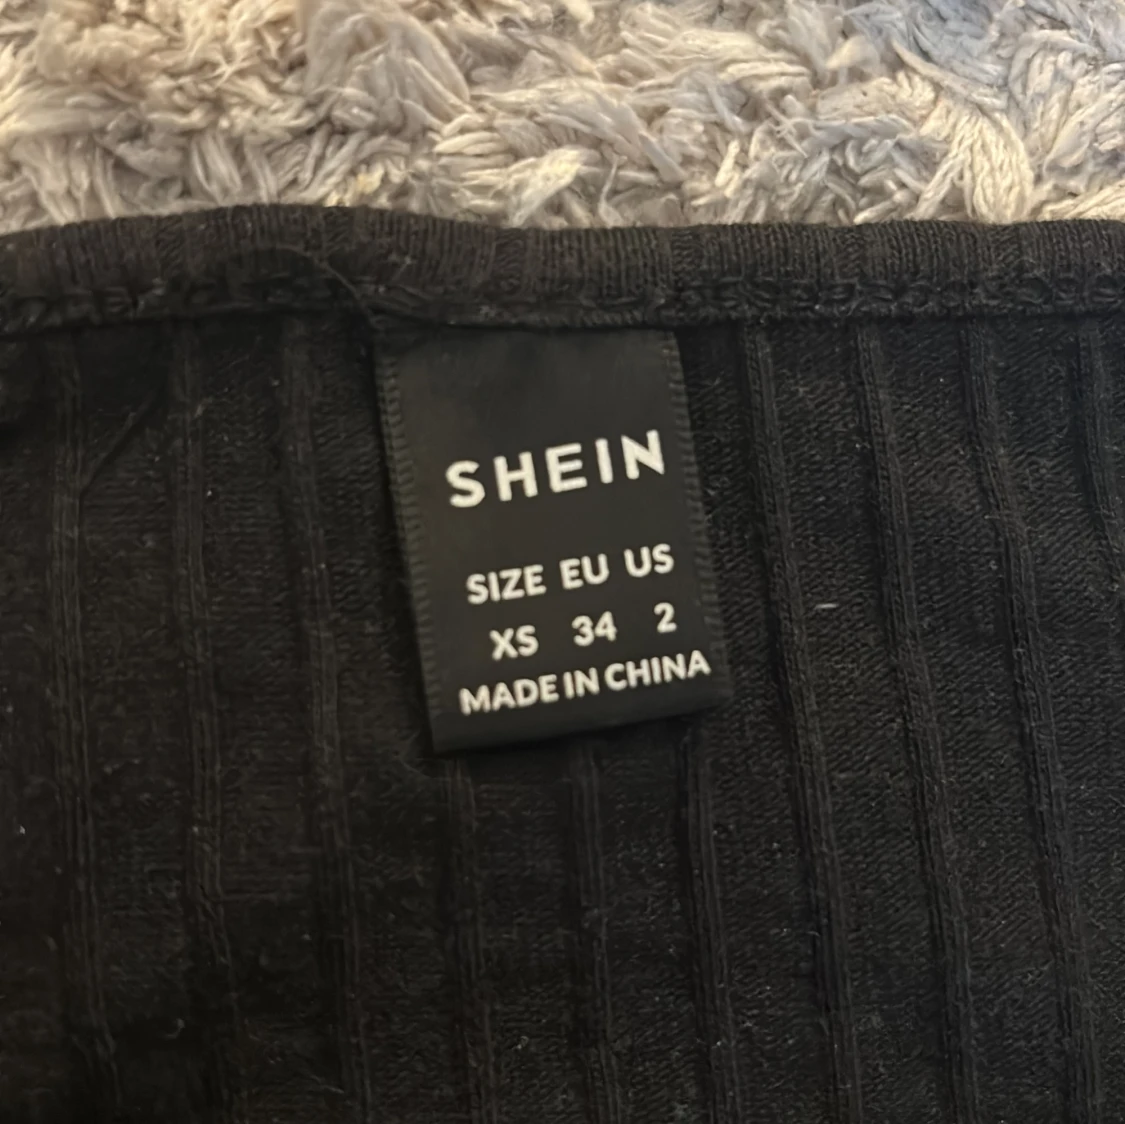 SHEIN
SIZE EU US
XS 34 2
MADE IN CHINA